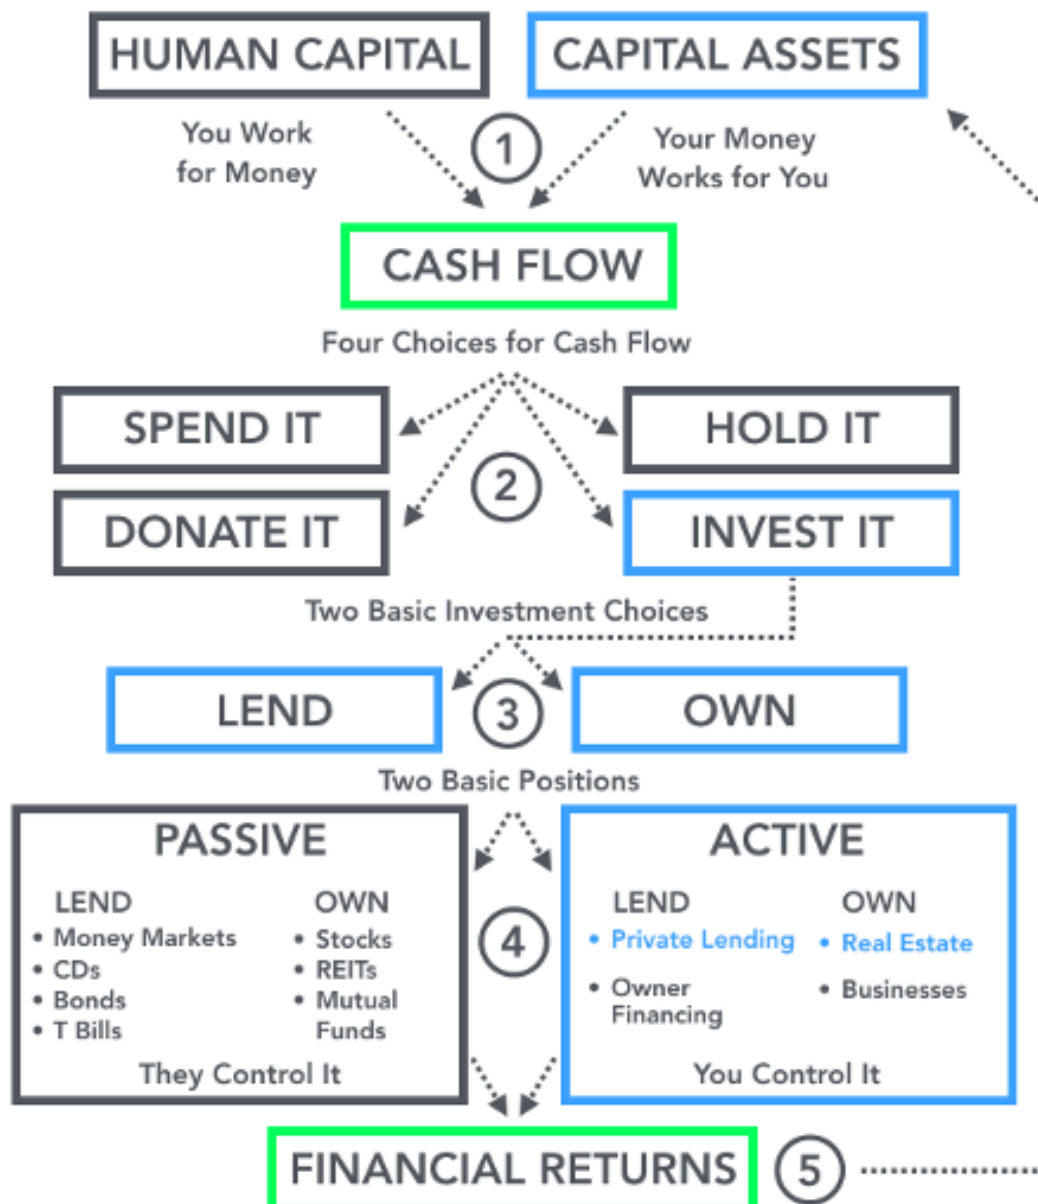 HUMAN CAPITAL
CAPITAL ASSETS
You Work
for Money
1
Your Money
Works for You
CASH FLOW
Four Choices for Cash Flow
SPEND IT
HOLD IT
2
DONATE IT
INVEST IT
Two Basic Investment Choices
LEND
3
OWN
Two Basic Positions
PASSIVE
LEND
• Money Markets
• CDs
• Bonds
• T Bills
OWN
• Stocks
• REITs
• Mutual
Funds
They Control It
4
ACTIVE
LEND
• Private Lending
• Owner
Financing
OWN
• Real Estate
• Businesses
You Control It
FINANCIAL RETURNS
5